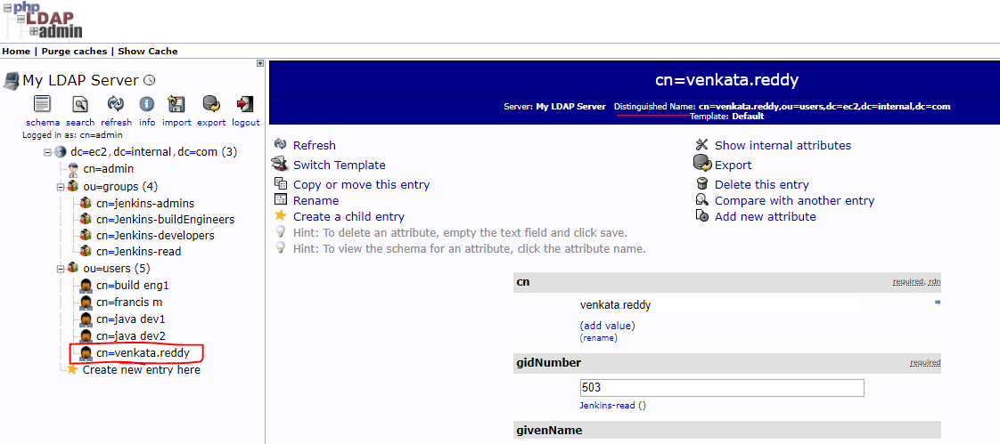 php
LDAP
admin
Home | Purge caches | Show Cache
My LDAP Server
schema search refresh info import export logout
Logged in as: cn=admin
dc=ec2,dc=internal,dc=com (3)
cn=admin
ou=groups (4)
cn=jenkins-admins
cn=Jenkins-buildEngineers
cn=Jenkins-developers
cn=Jenkins-read
ou=users (5)
cn=build eng1
cn=francis m
cn=java dev1
cn=java dev2
cn=venkata.reddy
Create new entry here
cn=venkata.reddy
Server: My LDAP Server Distinguished Name: cn=venkata.reddy,ou=users,dc=ec2,dc=internal,dc=com
Template: Default
Refresh
Switch Template
Copy or move this entry
Rename
Create a child entry
Show internal attributes
Export
Delete this entry
Compare with another entry
Add new attribute
Hint: To delete an attribute, empty the text field and click save.
Hint: To view the schema for an attribute, click the attribute name.
cn required, rdn
venkata.reddy *
(add value)
(rename)
gidNumber required
503
Jenkins-read ()
givenName